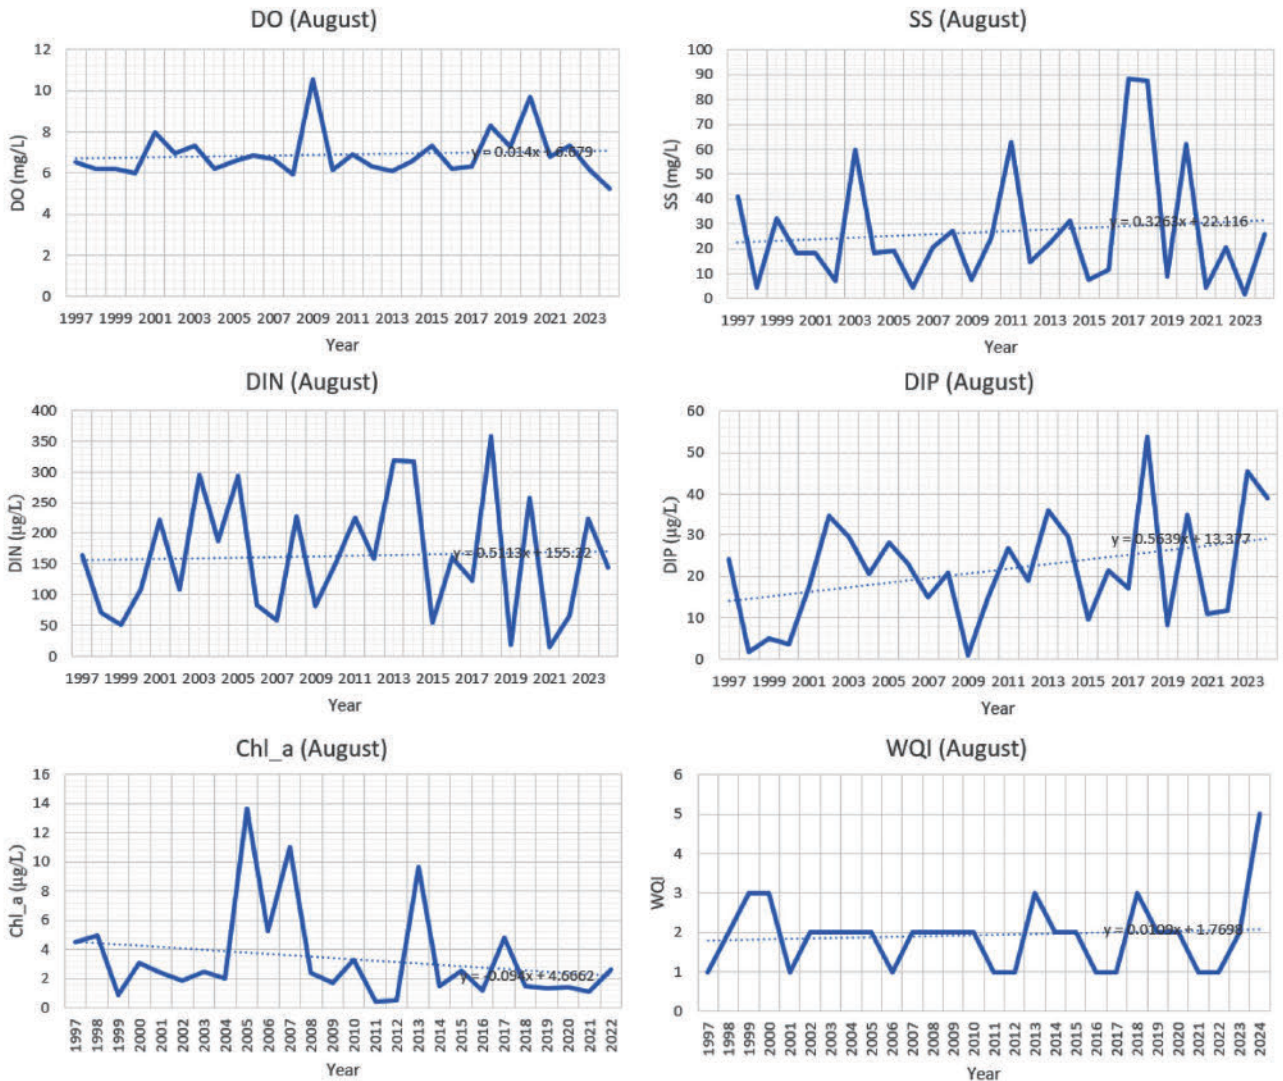 DO (August)
12
10
8
6
4
2
0
DO (mg/L)
y = 0.014x + 6.679
1997 1999 2001 2003 2005 2007 2009 2011 2013 2015 2017 2019 2021 2023
Year
SS (August)
100
90
80
70
60
50
40
30
20
10
0
SS (mg/L)
y = 0.3263x + 22.116
1997 1999 2001 2003 2005 2007 2009 2011 2013 2015 2017 2019 2021 2023
Year
DIN (August)
400
350
300
250
200
150
100
50
0
DIN (µg/L)
y = 0.5113x + 155.22
1997 1999 2001 2003 2005 2007 2009 2011 2013 2015 2017 2019 2021 2023
Year
DIP (August)
60
50
40
30
20
10
0
DIP (µg/L)
y = 0.5639x + 13.377
1997 1999 2001 2003 2005 2007 2009 2011 2013 2015 2017 2019 2021 2023
Year
Chl_a (August)
16
14
12
10
8
6
4
2
0
Chl_a (µg/L)
y = -0.094x + 4.6662
1997 1998 1999 2000 2001 2002 2003 2004 2005 2006 2007 2008 2009 2010 2011 2012 2013 2014 2015 2016 2017 2018 2019 2020 2021 2022
Year
WQI (August)
6
5
4
3
2
1
0
WQI
y = 0.0109x + 1.7698
1997 1998 1999 2000 2001 2002 2003 2004 2005 2006 2007 2008 2009 2010 2011 2012 2013 2014 2015 2016 2017 2018 2019 2020 2021 2022 2023 2024
Year